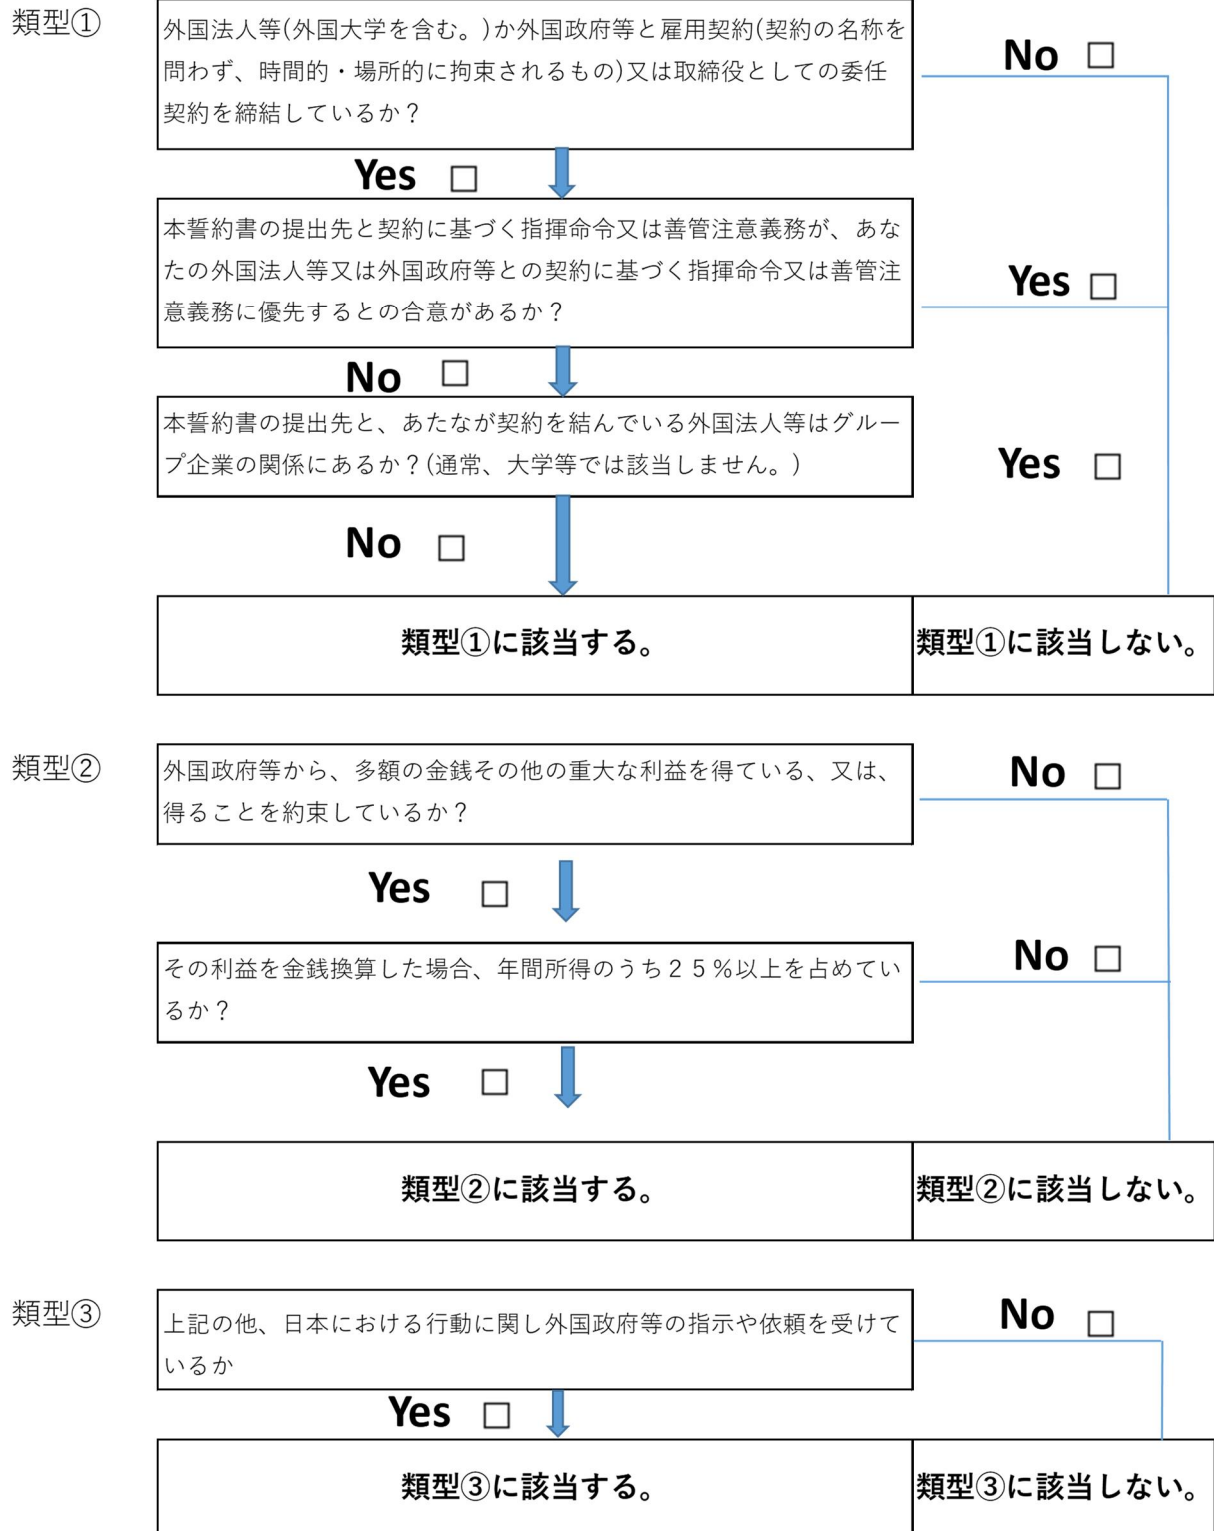 類型①
外国法人等(外国大学を含む。)か外国政府等と雇用契約(契約の名称を
問わず、時間的・場所的に拘束されるもの)又は取締役としての委任
契約を締結しているか？
No □
Yes □
本誓約書の提出先と契約に基づく指揮命令又は善管注意義務が、あな
たの外国法人等又は外国政府等との契約に基づく指揮命令又は善管注
意義務に優先するとの合意があるか？
Yes □
No □
本誓約書の提出先と、あたなが契約を結んでいる外国法人等はグルー
プ企業の関係にあるか？(通常、大学等では該当しません。)
Yes □
No □
類型①に該当する。
類型①に該当しない。
類型②
外国政府等から、多額の金銭その他の重大な利益を得ている、又は、
得ることを約束しているか？
No □
Yes □
その利益を金銭換算した場合、年間所得のうち２５％以上を占めてい
るか？
No □
Yes □
類型②に該当する。
類型②に該当しない。
類型③
上記の他、日本における行動に関し外国政府等の指示や依頼を受けて
いるか
No □
Yes □
類型③に該当する。
類型③に該当しない。